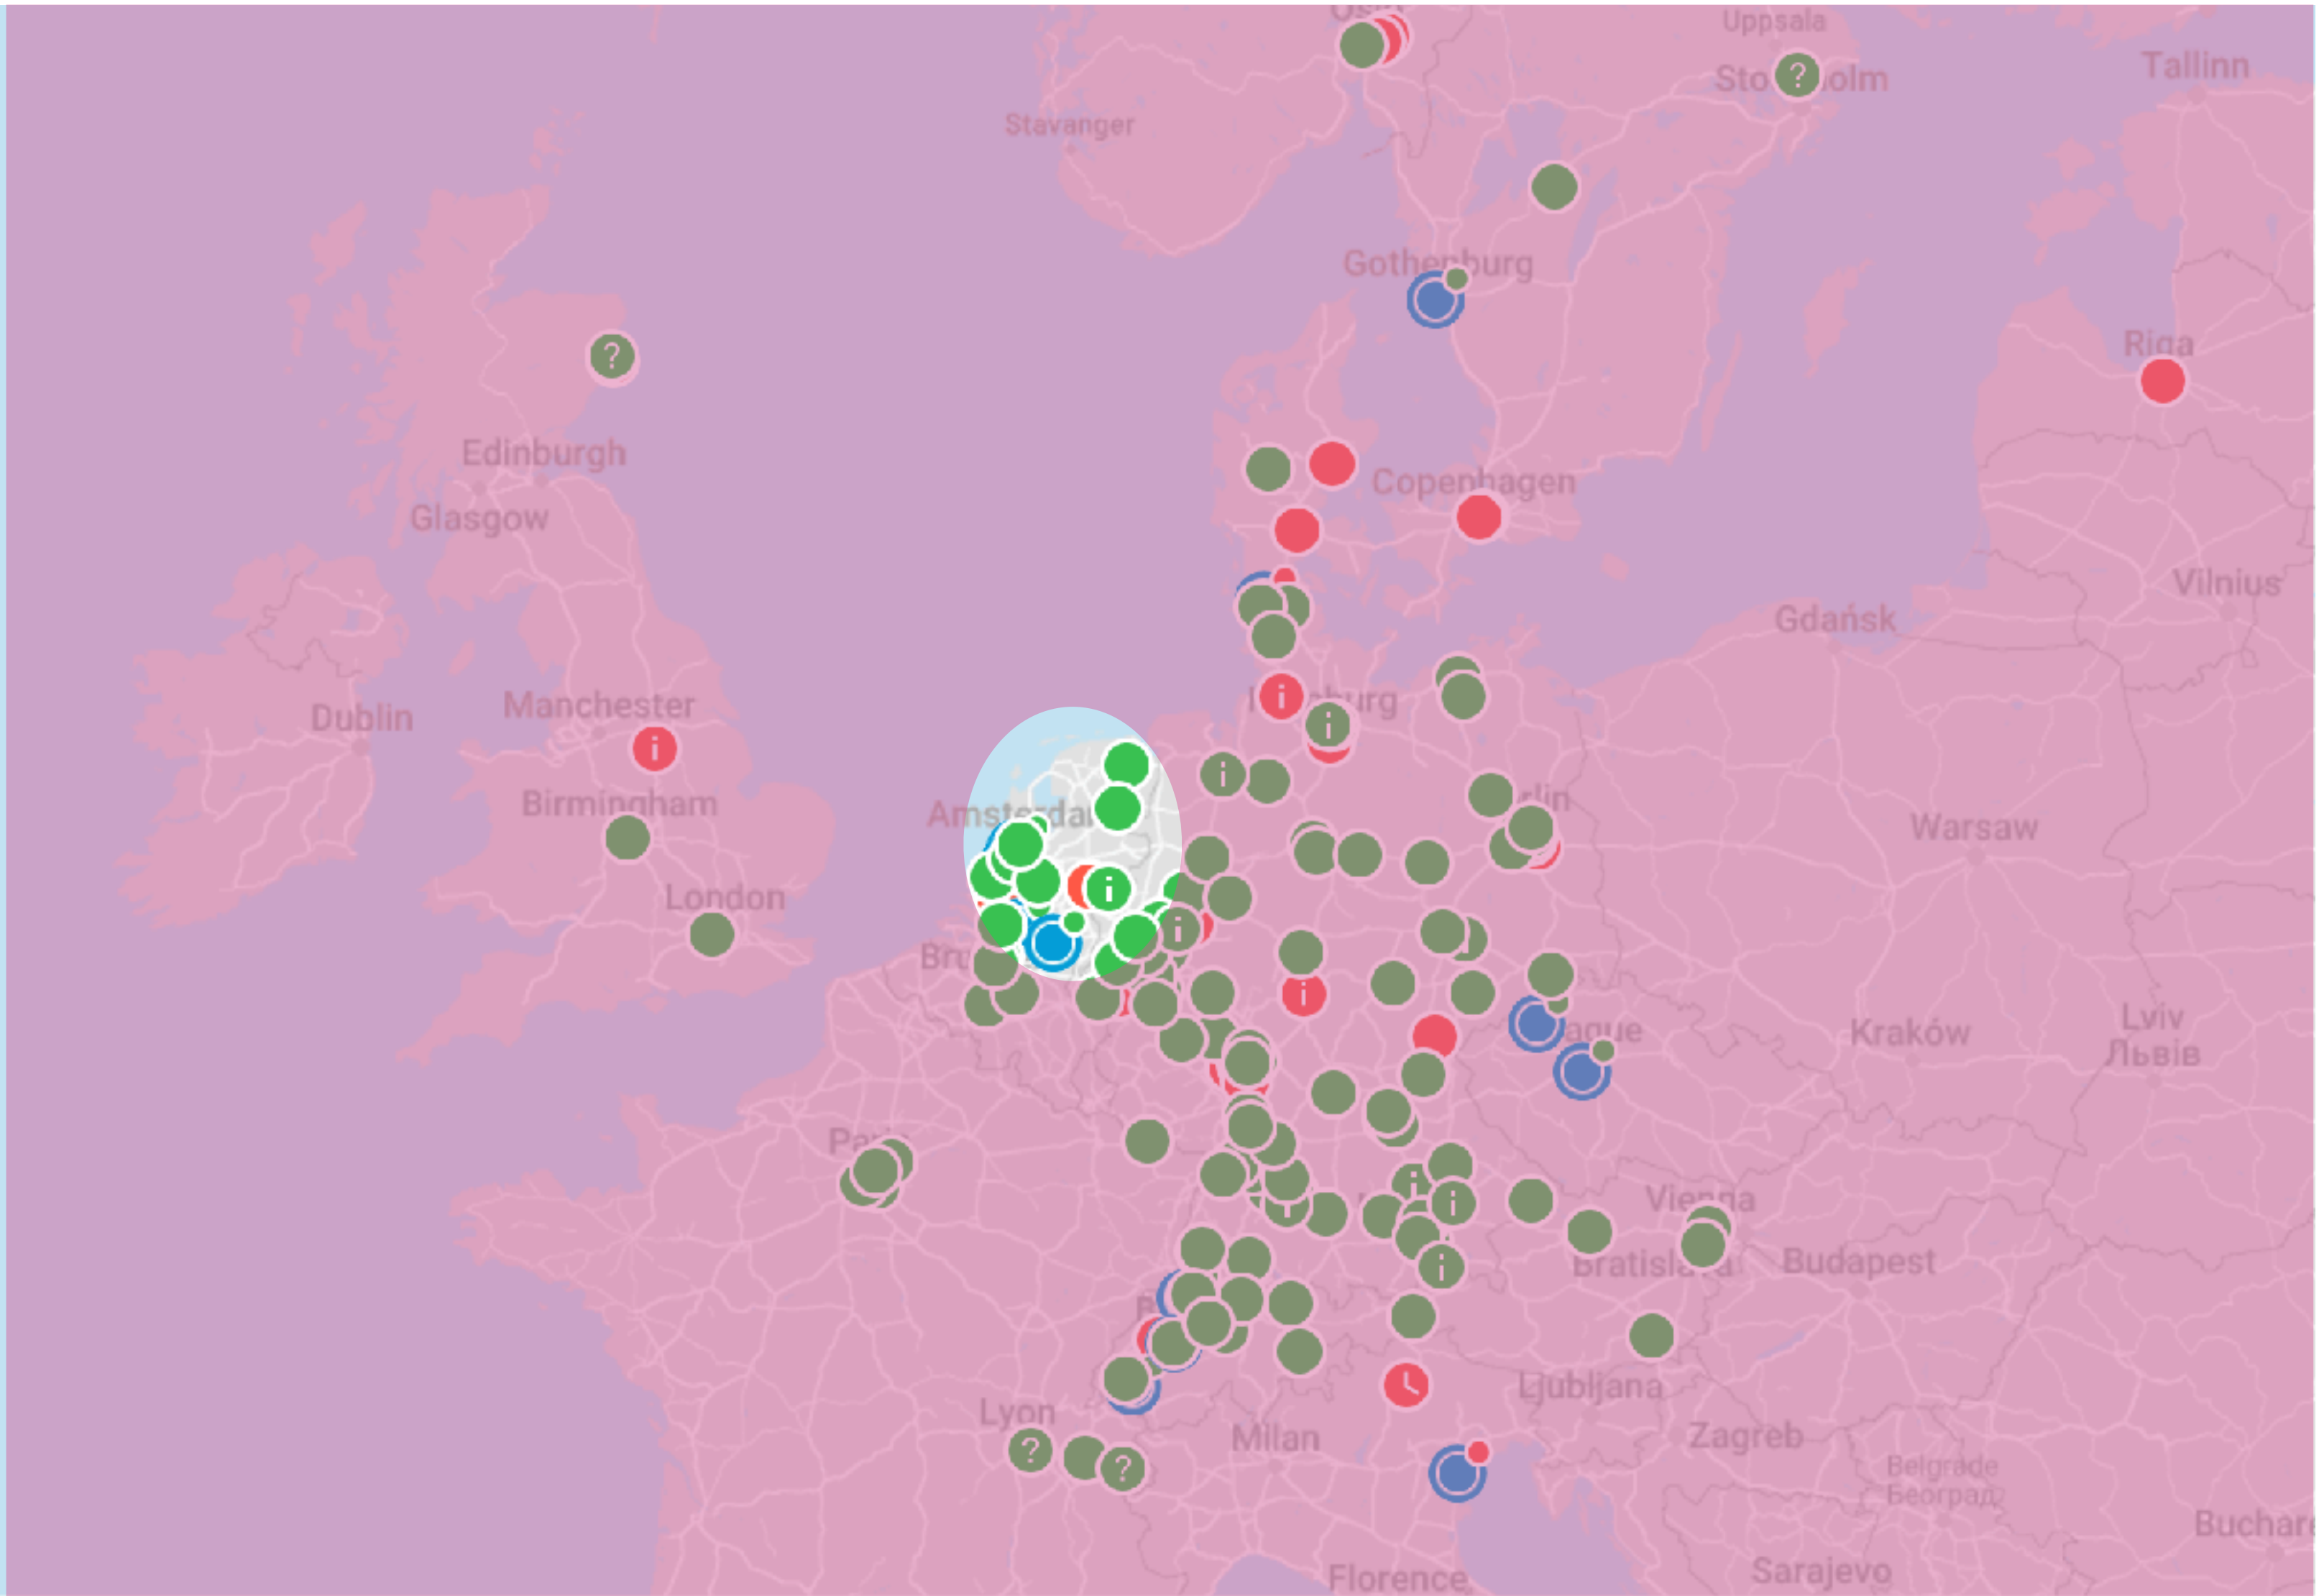 Uppsala
Tallinn
Stavanger
Gothenburg
Riga
Edinburgh
Copenhagen
Glasgow
Vilnius
Gdańsk
Manchester
Dublin
Birmingham
Warsaw
London
Kraków
Lviv
Львів
Vienna
Budapest
Bratislava
Ljubljana
Lyon
Milan
Zagreb
Belgrade
Београд
Sarajevo
Florence